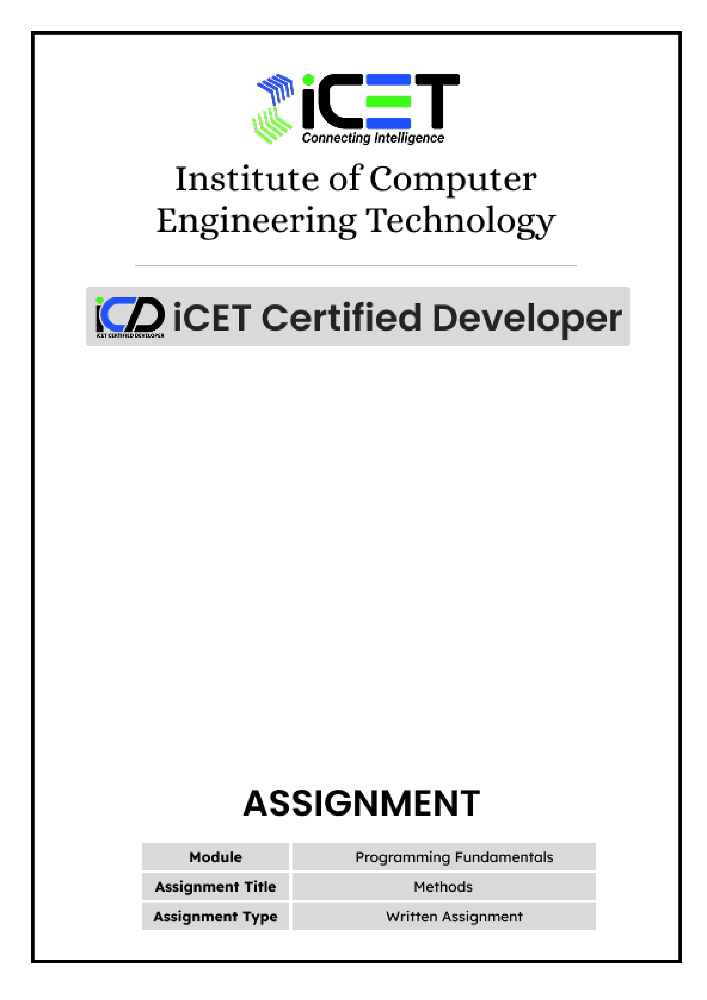 iCET
Connecting Intelligence
Institute of Computer
Engineering Technology
iCD iCET Certified Developer
ICET CERTIFIED DEVELOPER
ASSIGNMENT
Module Programming Fundamentals
Assignment Title Methods
Assignment Type Written Assignment